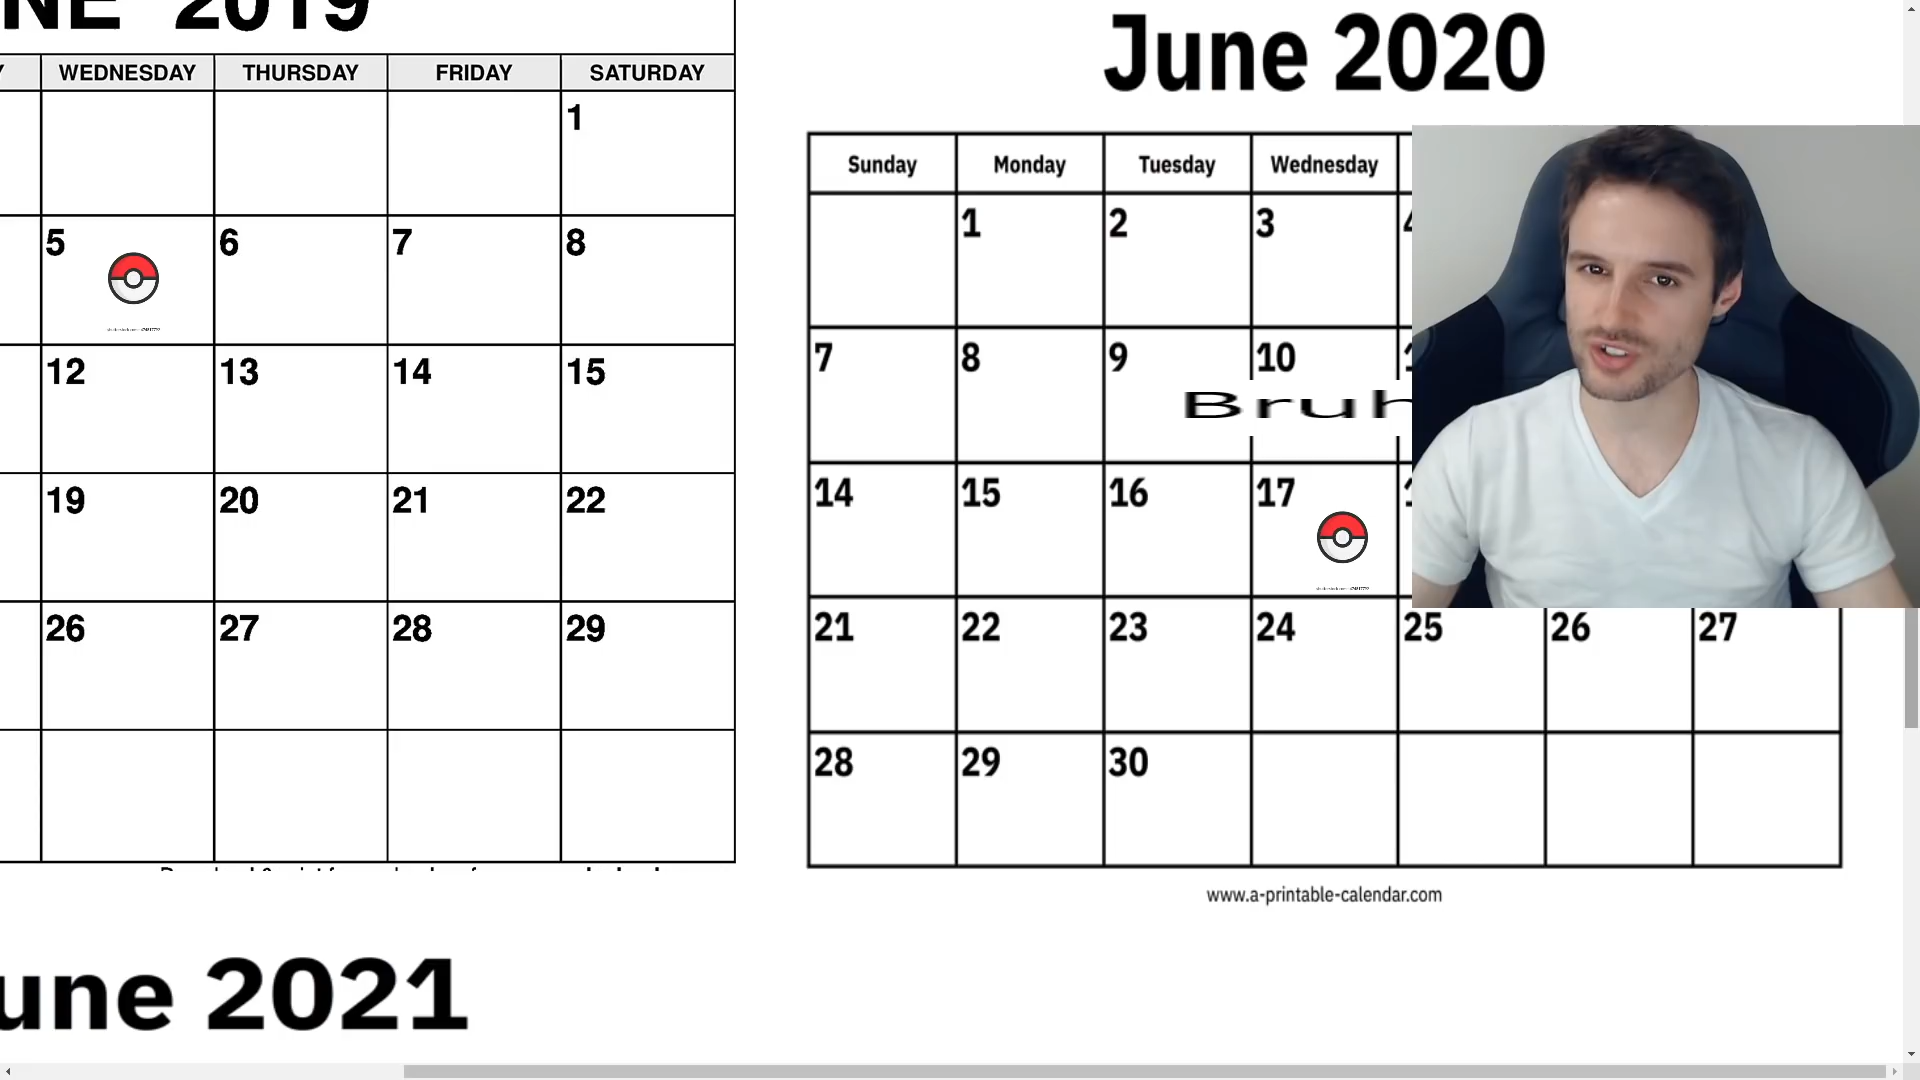 NE 2019
WEDNESDAY THURSDAY FRIDAY SATURDAY
1
5 6 7 8
12 13 14 15
19 20 21 22
26 27 28 29
June 2020
Sunday Monday Tuesday Wednesday
1 2 3 4
7 8 9 10 1
Bruh
14 15 16 17 1
21 22 23 24 25 26 27
28 29 30
www.a-printable-calendar.com
une 2021